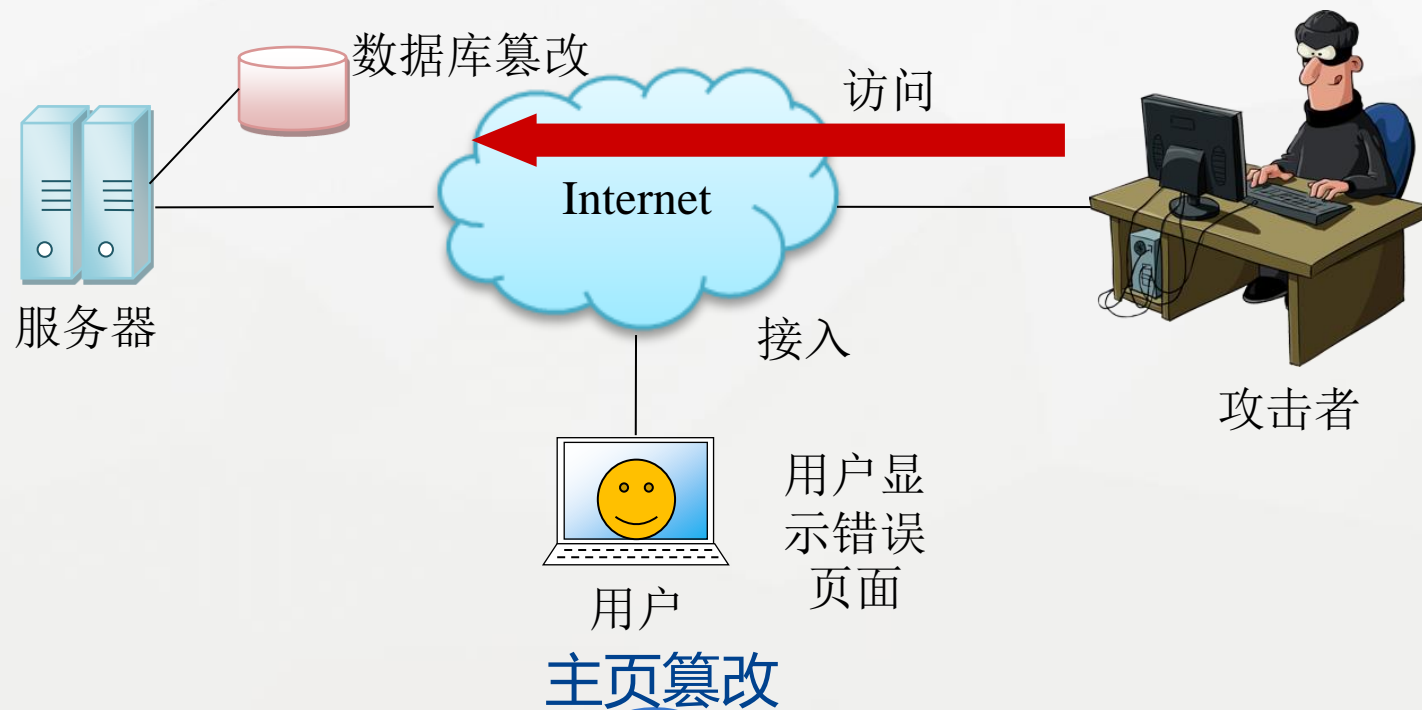 数据库篡改
访问
Internet
服务器
接入
攻击者
用户显
示错误
页面
用户
主页篡改